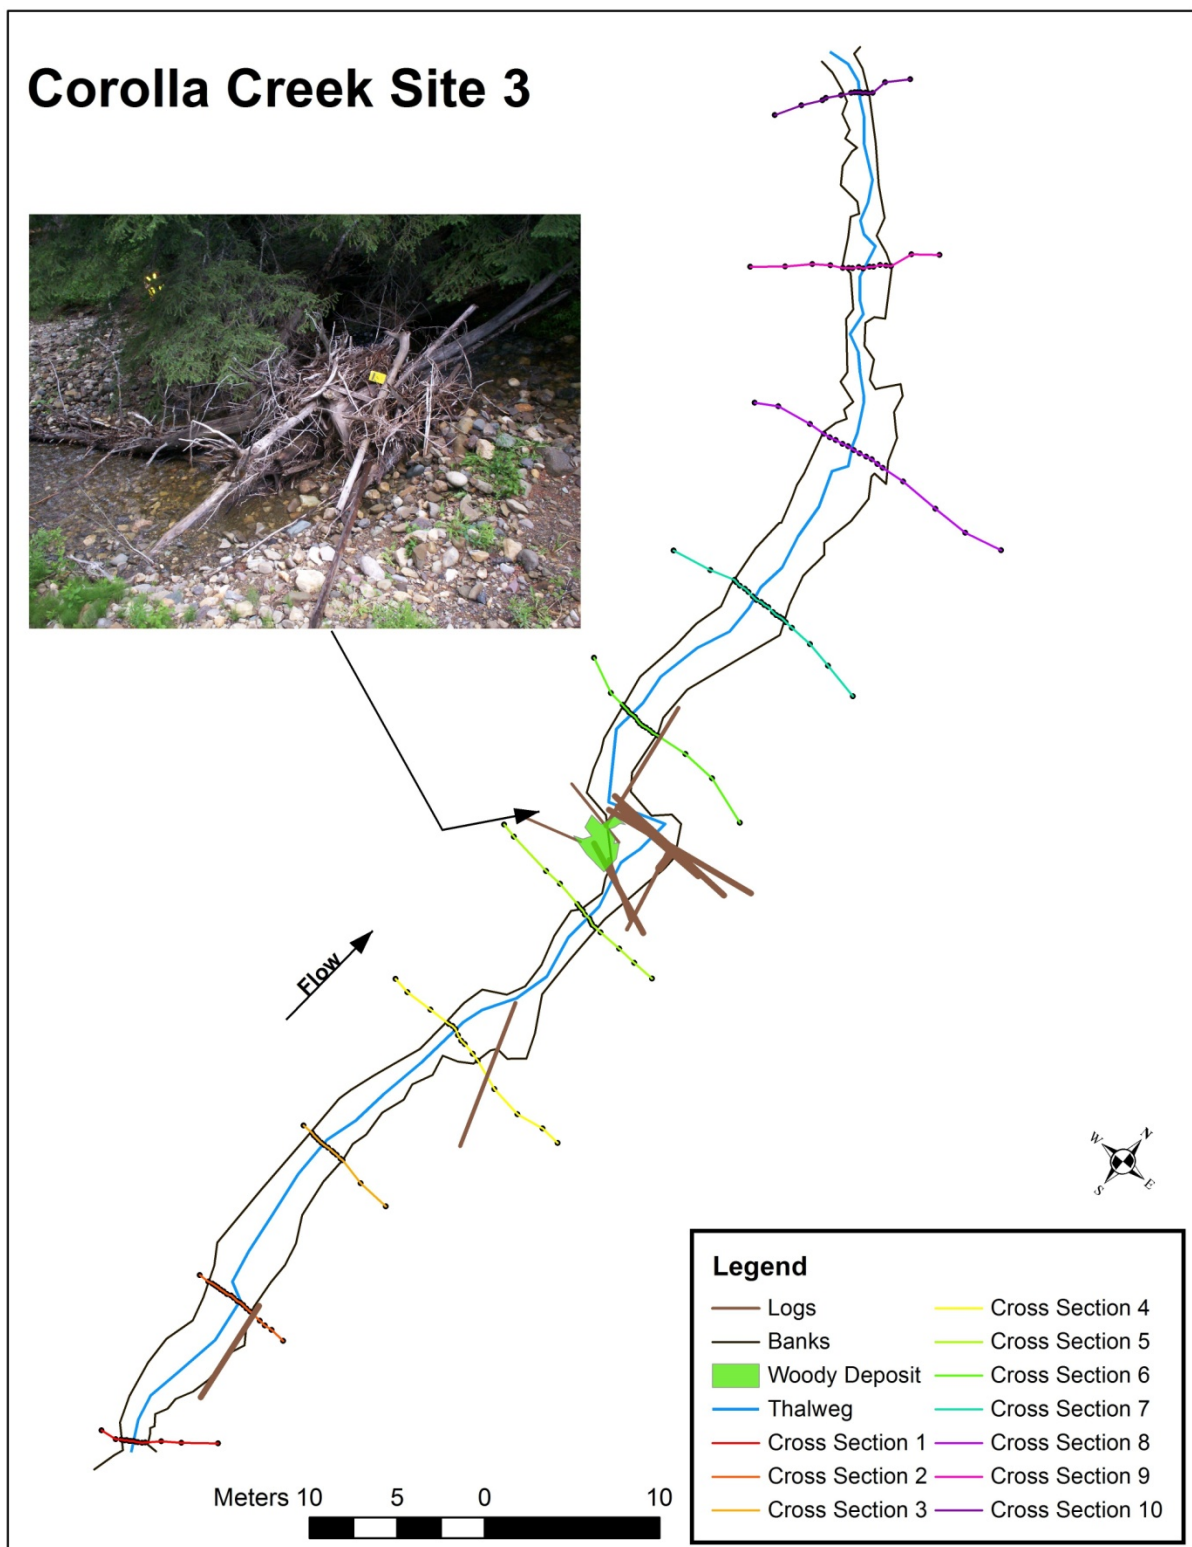 Corolla Creek Site 3
Flow
W N
S E
Legend
Logs
Banks
Woody Deposit
Thalweg
Cross Section 1
Cross Section 2
Cross Section 3
Cross Section 4
Cross Section 5
Cross Section 6
Cross Section 7
Cross Section 8
Cross Section 9
Cross Section 10
Meters 10 5 0 10